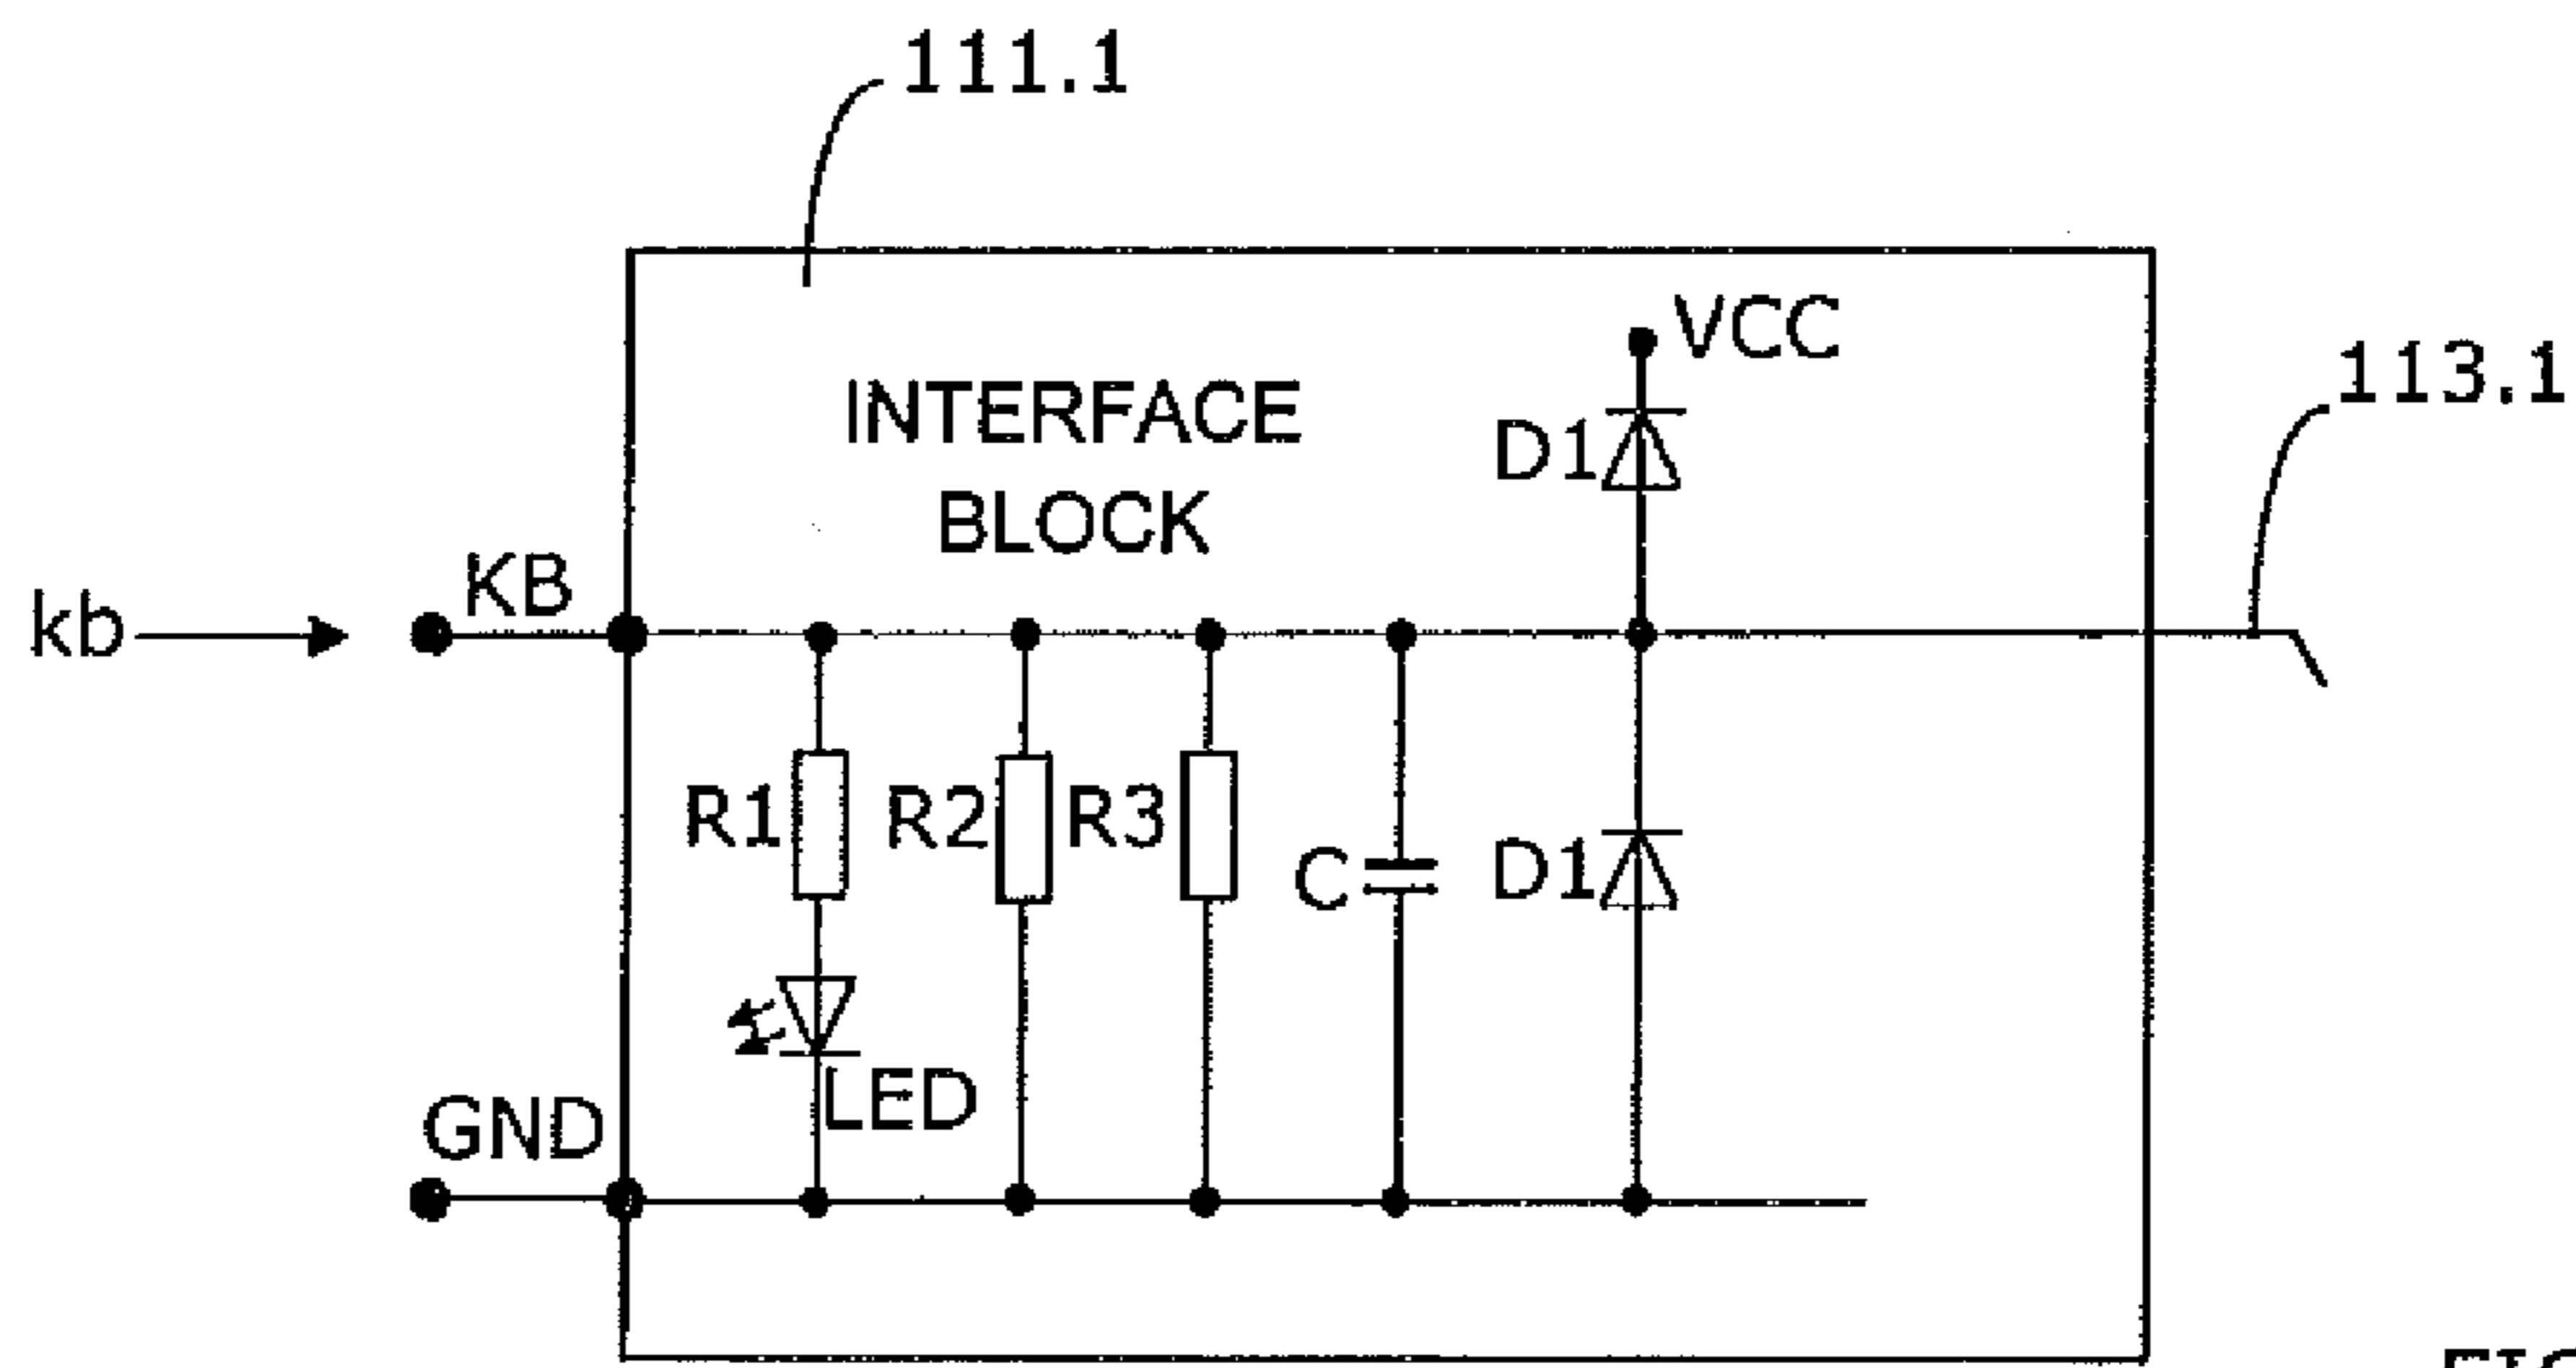 111.1
VCC
113.1
INTERFACE
BLOCK
D1
KB
kb
R1
R2
R3
C
D1
LED
GND